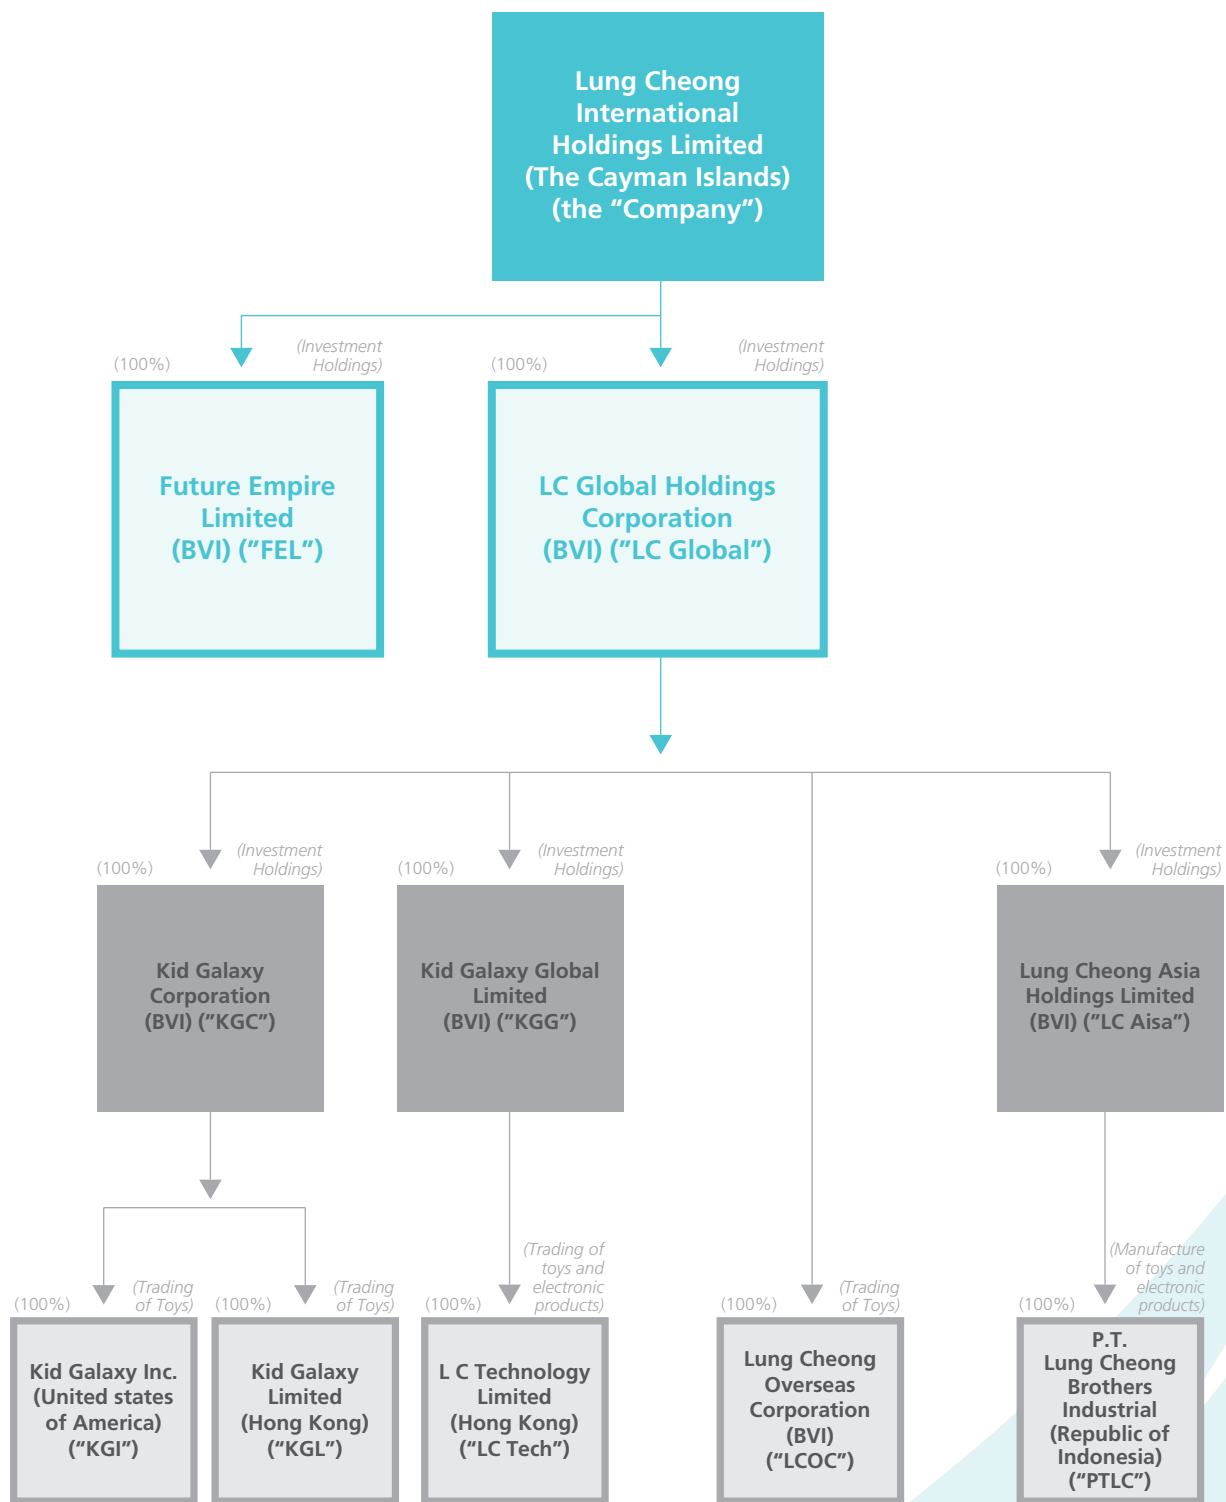 Lung Cheong
International
Holdings Limited
(The Cayman Islands)
(the “Company”)
(100%)
(Investment
Holdings)
(100%)
(Investment
Holdings)
Future Empire
Limited
(BVI) (”FEL”)
LC Global Holdings
Corporation
(BVI) (”LC Global”)
(100%)
(Investment
Holdings)
(100%)
(Investment
Holdings)
(100%)
(Investment
Holdings)
Kid Galaxy
Corporation
(BVI) (”KGC”)
Kid Galaxy Global
Limited
(BVI) (”KGG”)
Lung Cheong Asia
Holdings Limited
(BVI) (”LC Aisa”)
(100%)
(Trading
of Toys)
(100%)
(Trading
of Toys)
(100%)
(Trading of
toys and
electronic
products)
(100%)
(Trading
of Toys)
(100%)
(Manufacture
of toys and
electronic
products)
Kid Galaxy Inc.
(United states
of America)
(“KGI”)
Kid Galaxy
Limited
(Hong Kong)
(“KGL”)
L C Technology
Limited
(Hong Kong)
(“LC Tech”)
Lung Cheong
Overseas
Corporation
(BVI)
(“LCOC”)
P.T.
Lung Cheong
Brothers
Industrial
(Republic of
Indonesia)
(“PTLC”)